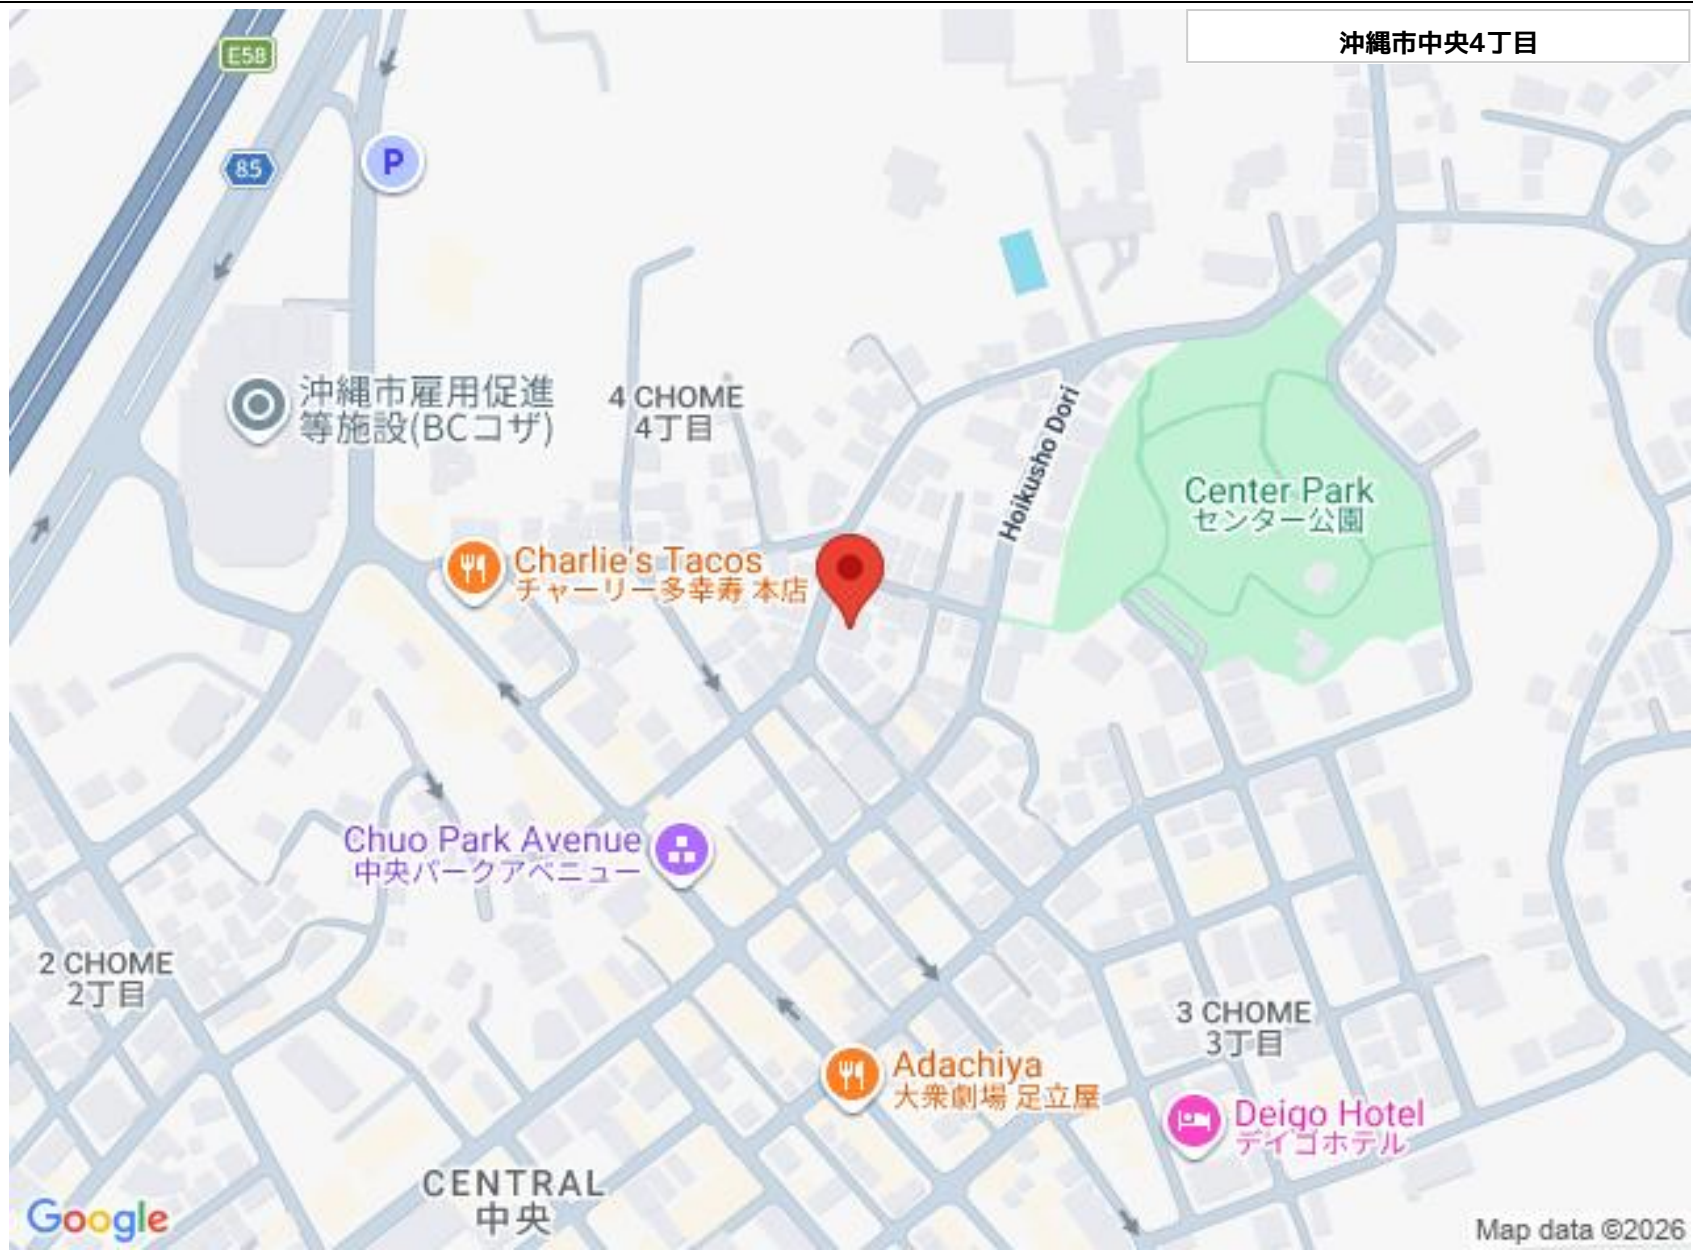 沖縄市中央4丁目
E58
85
P
沖縄市雇用促進
等施設(BCコザ)
4 CHOME
4丁目
Hoikusho Dori
Center Park
センター公園
Charlie's Tacos
チャーリー多幸寿 本店
Chuo Park Avenue
中央パークアベニュー
2 CHOME
2丁目
3 CHOME
3丁目
Adachiya
大衆劇場 足立屋
Deigo Hotel
デイゴホテル
CENTRAL
中央
Google
Map data ©2026